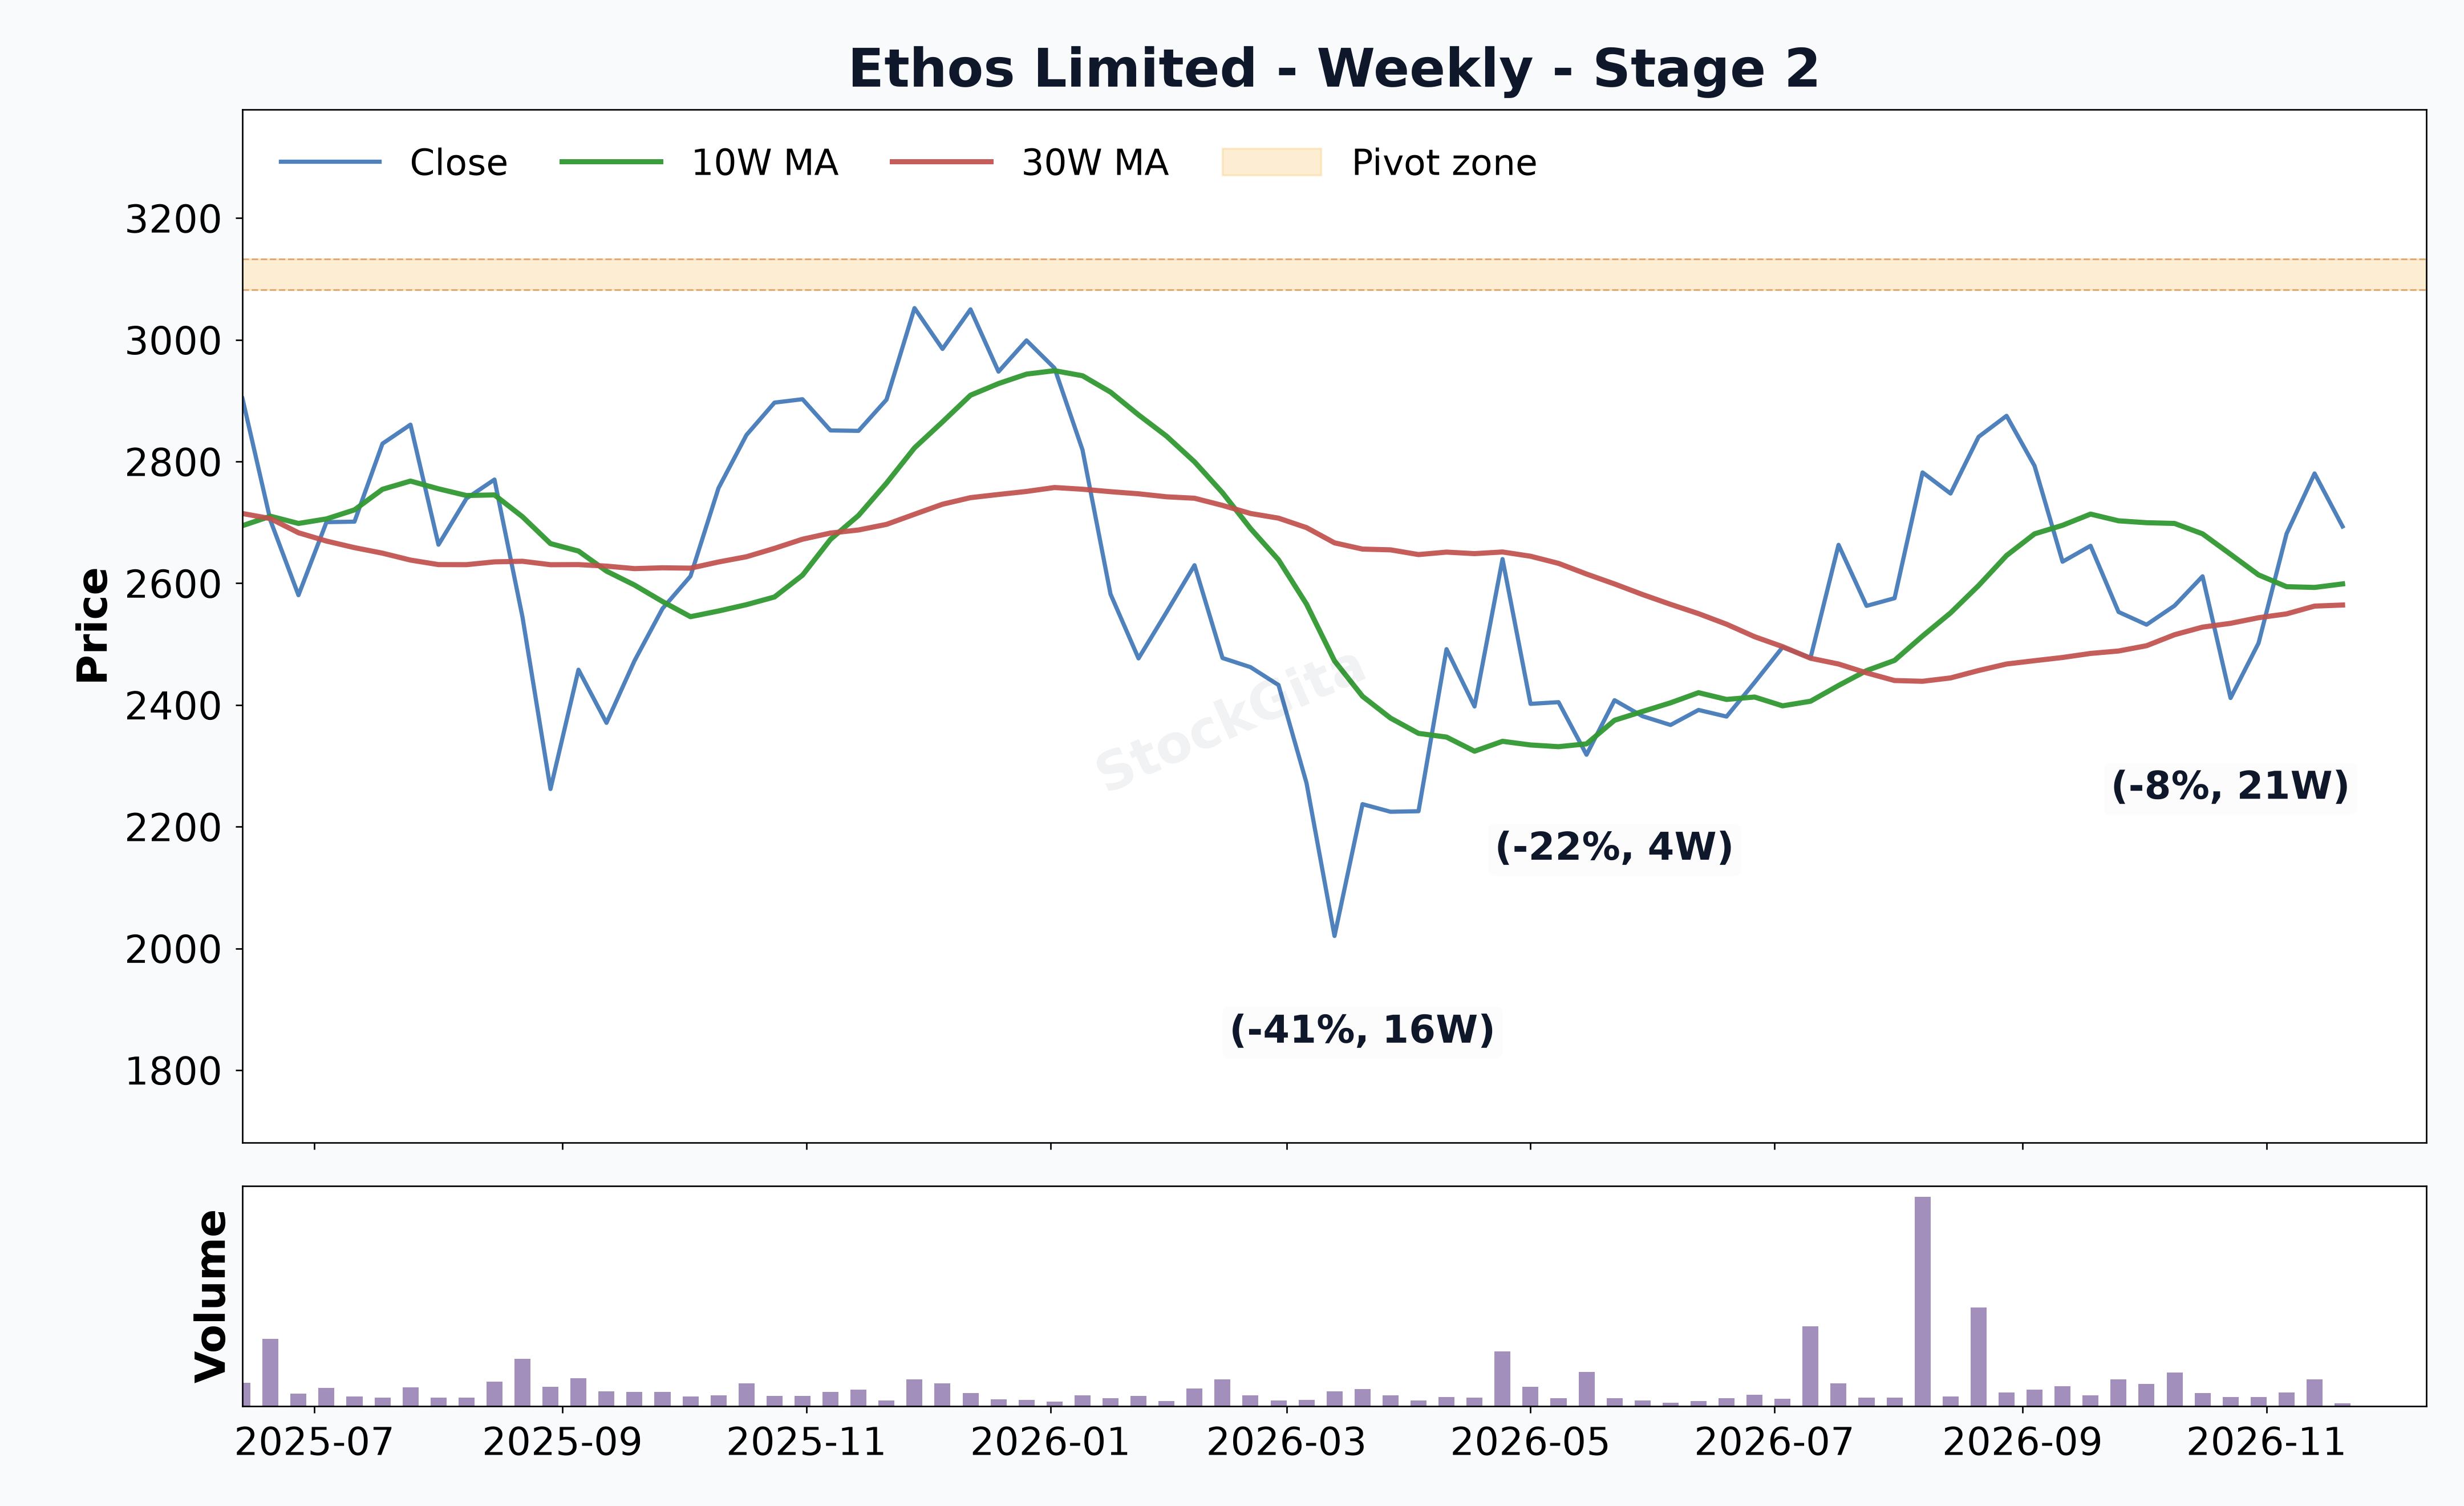 Ethos Limited - Weekly - Stage 2
Close 10W MA 30W MA Pivot zone
Price
3200
3000
2800
2600
2400
2200
2000
1800
StockGita
(-8%, 21W)
(-22%, 4W)
(-41%, 16W)
Volume
2025-07 2025-09 2025-11 2026-01 2026-03 2026-05 2026-07 2026-09 2026-11